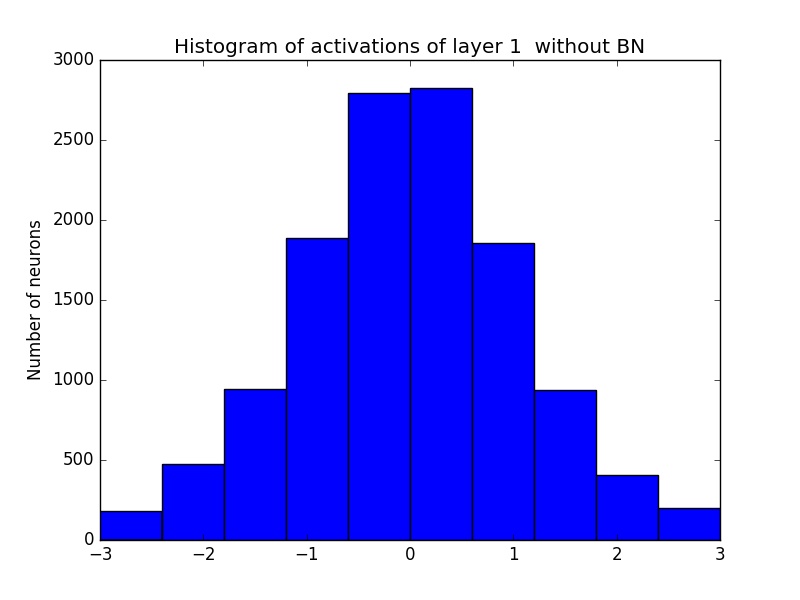 Histogram of activations of layer 1  without BN
3000
2500
2000
1500
1000
500
0
Number of neurons
−3 −2 −1 0 1 2 3